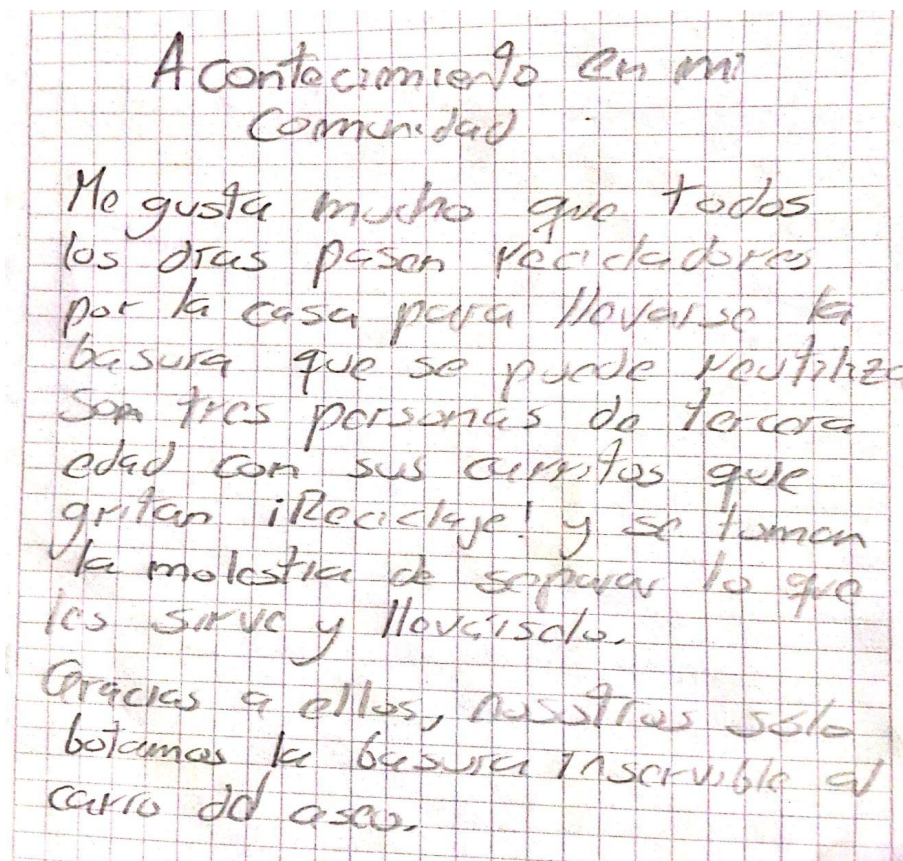 Acontecimiento en mi
Comunidad
Me gusta mucho que todos
los días pasen recicladores
por la casa para llevarse la
basura que se puede reutiliza
Son tres personas de tercera
edad con sus carritos que
gritan ¡Reciclaje! y se toman
la molestia de separar lo que
les sirve y llevárselo.
Gracias a ellos, nosotros sólo
botamos la basura inservible al
carro del aseo.